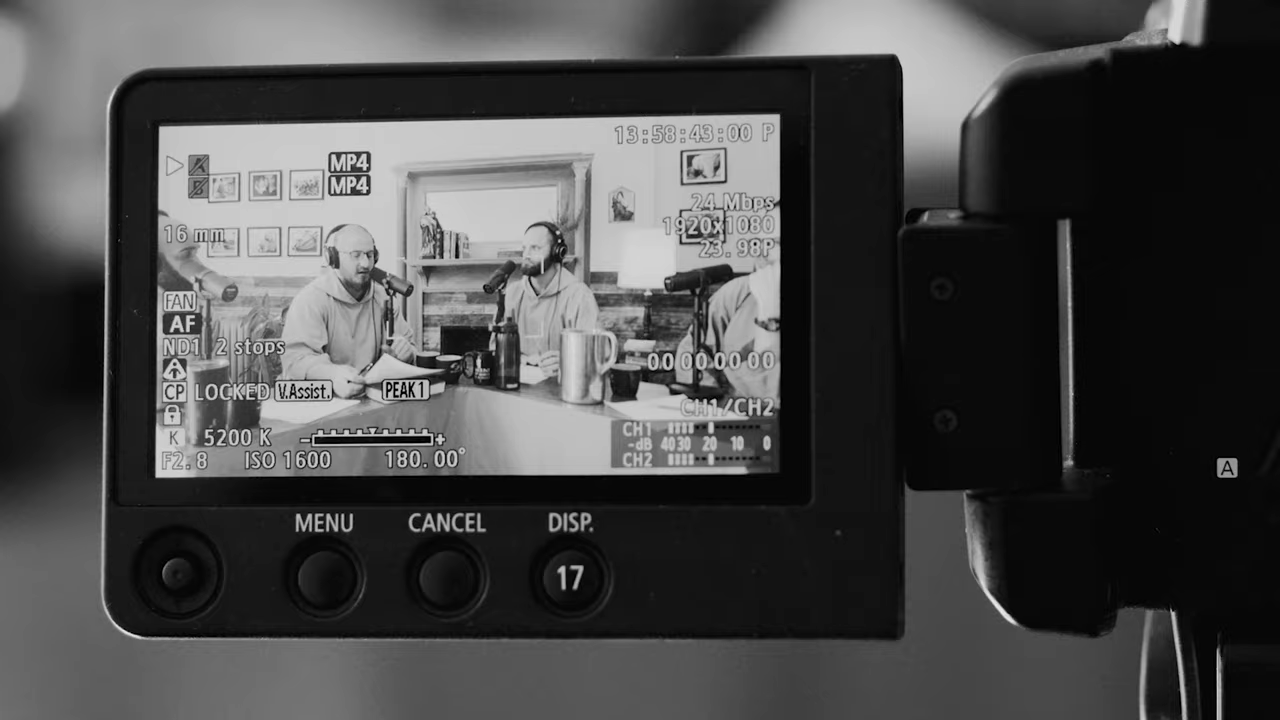 13:58:43:00 P
MP4
MP4
24 Mbps
16 mm
1920x1080
23.98P
FAN
AF
ND1 2 stops
00 00 00 00
CP LOCKED V.Assist. PEAK 1
CH1/CH2
K 5200 K
CH1
-dB 40 30 20 10 0
CH2
F2.8 ISO 1600 180.00°
MENU CANCEL DISP.
17
A